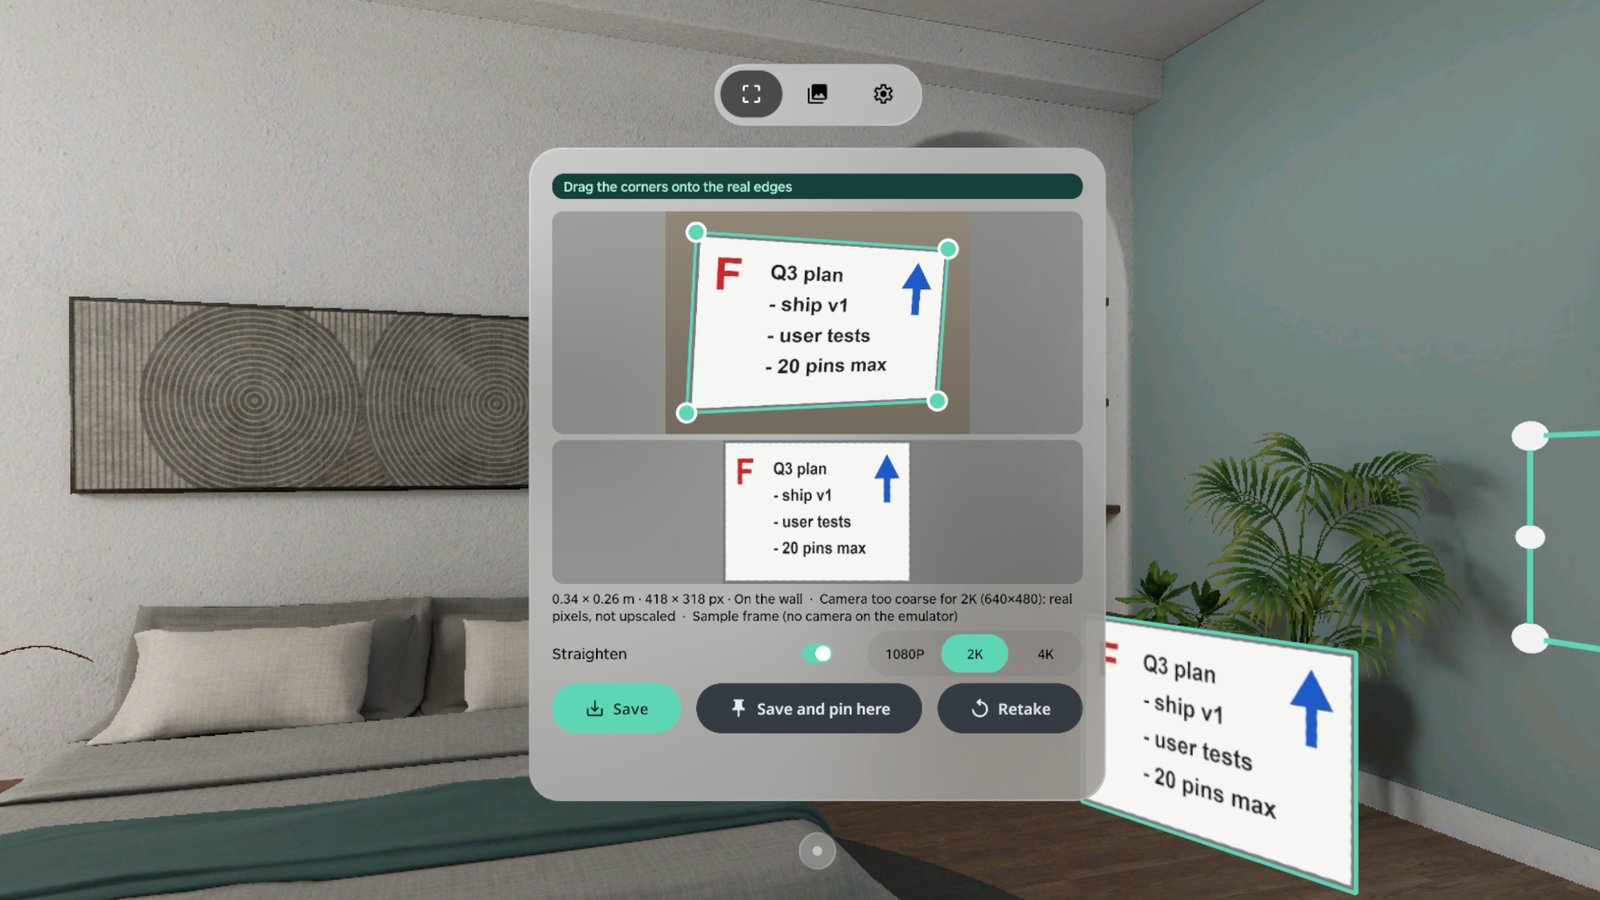 Drag the corners onto the real edges
F
Q3 plan
- ship v1
- user tests
- 20 pins max
F
Q3 plan
- ship v1
- user tests
- 20 pins max
0.34 × 0.26 m · 418 × 318 px · On the wall · Camera too coarse for 2K (640×480): real
pixels, not upscaled · Sample frame (no camera on the emulator)
Straighten
1080P
2K
4K
Save
Save and pin here
Retake
F
Q3 plan
- ship v1
- user tests
- 20 pins max